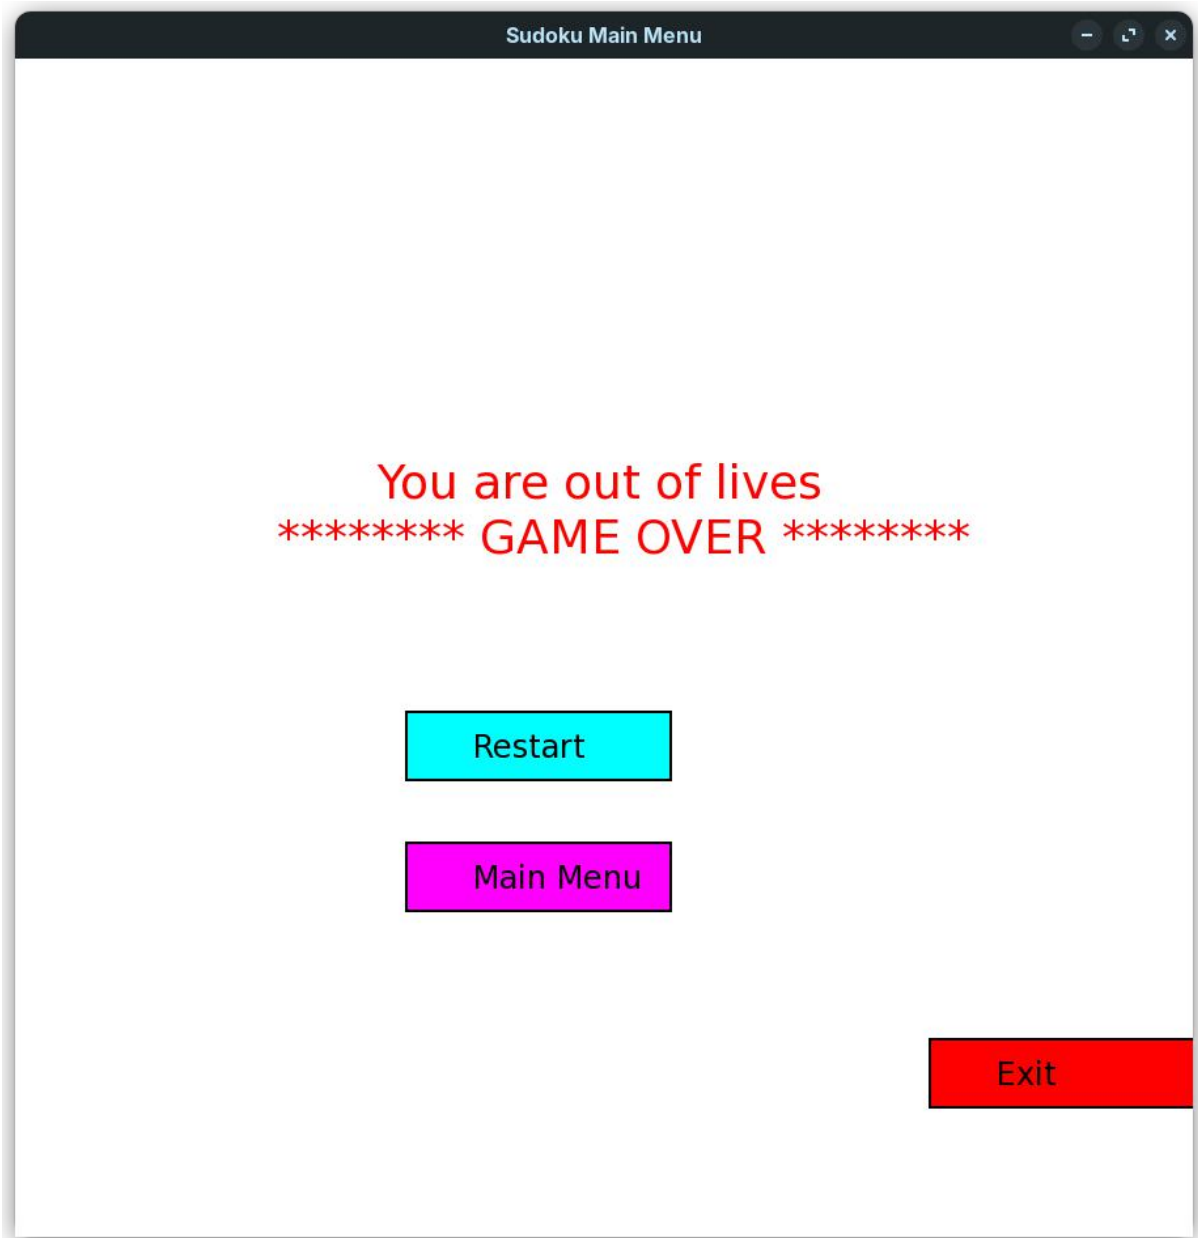 Sudoku Main Menu
You are out of lives
******** GAME OVER ********
Restart
Main Menu
Exit